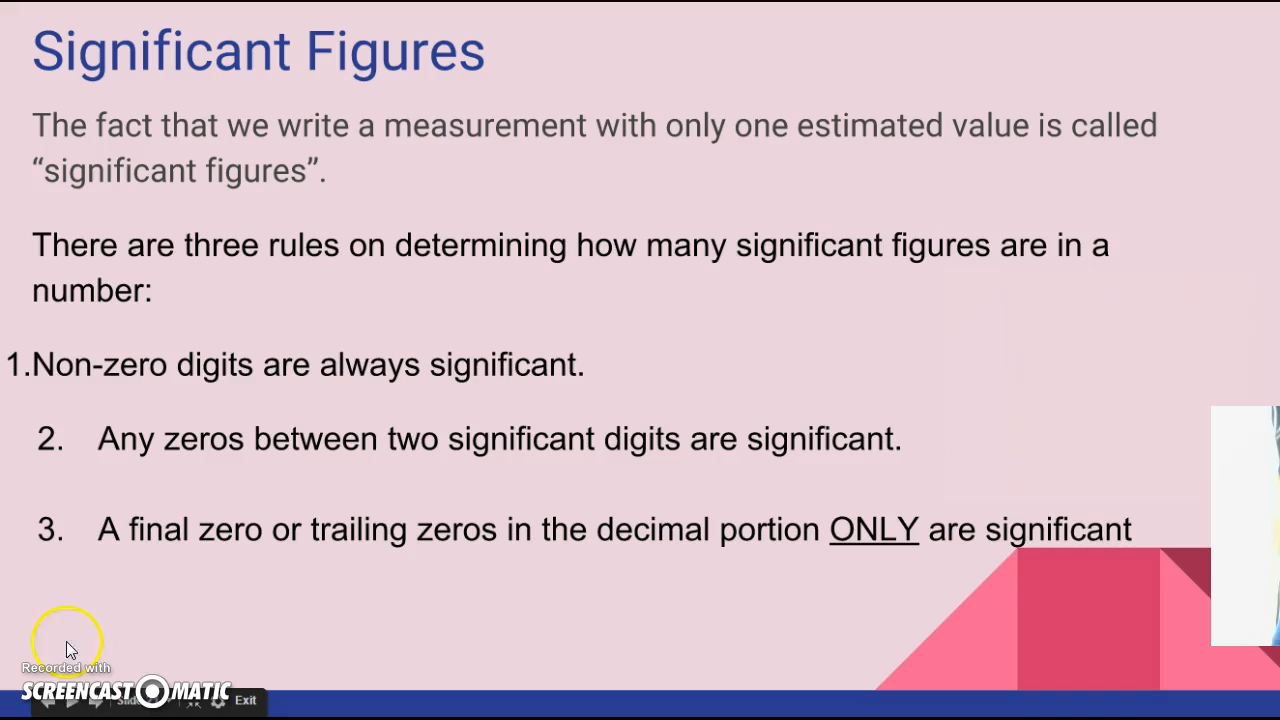 Significant Figures
The fact that we write a measurement with only one estimated value is called
“significant figures”.
There are three rules on determining how many significant figures are in a
number:
1.Non-zero digits are always significant.
2. Any zeros between two significant digits are significant.
3. A final zero or trailing zeros in the decimal portion ONLY are significant
Recorded with
SCREENCAST MATIC
Exit